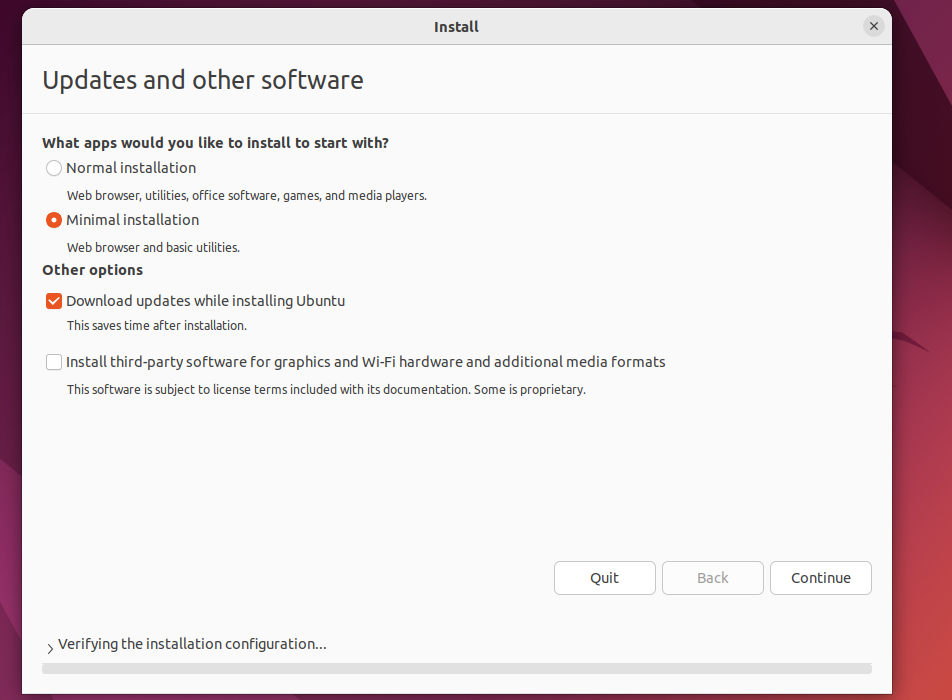 Install
Updates and other software
What apps would you like to install to start with?
Normal installation
Web browser, utilities, office software, games, and media players.
Minimal installation
Web browser and basic utilities.
Other options
Download updates while installing Ubuntu
This saves time after installation.
Install third-party software for graphics and Wi-Fi hardware and additional media formats
This software is subject to license terms included with its documentation. Some is proprietary.
Quit Back Continue
Verifying the installation configuration...